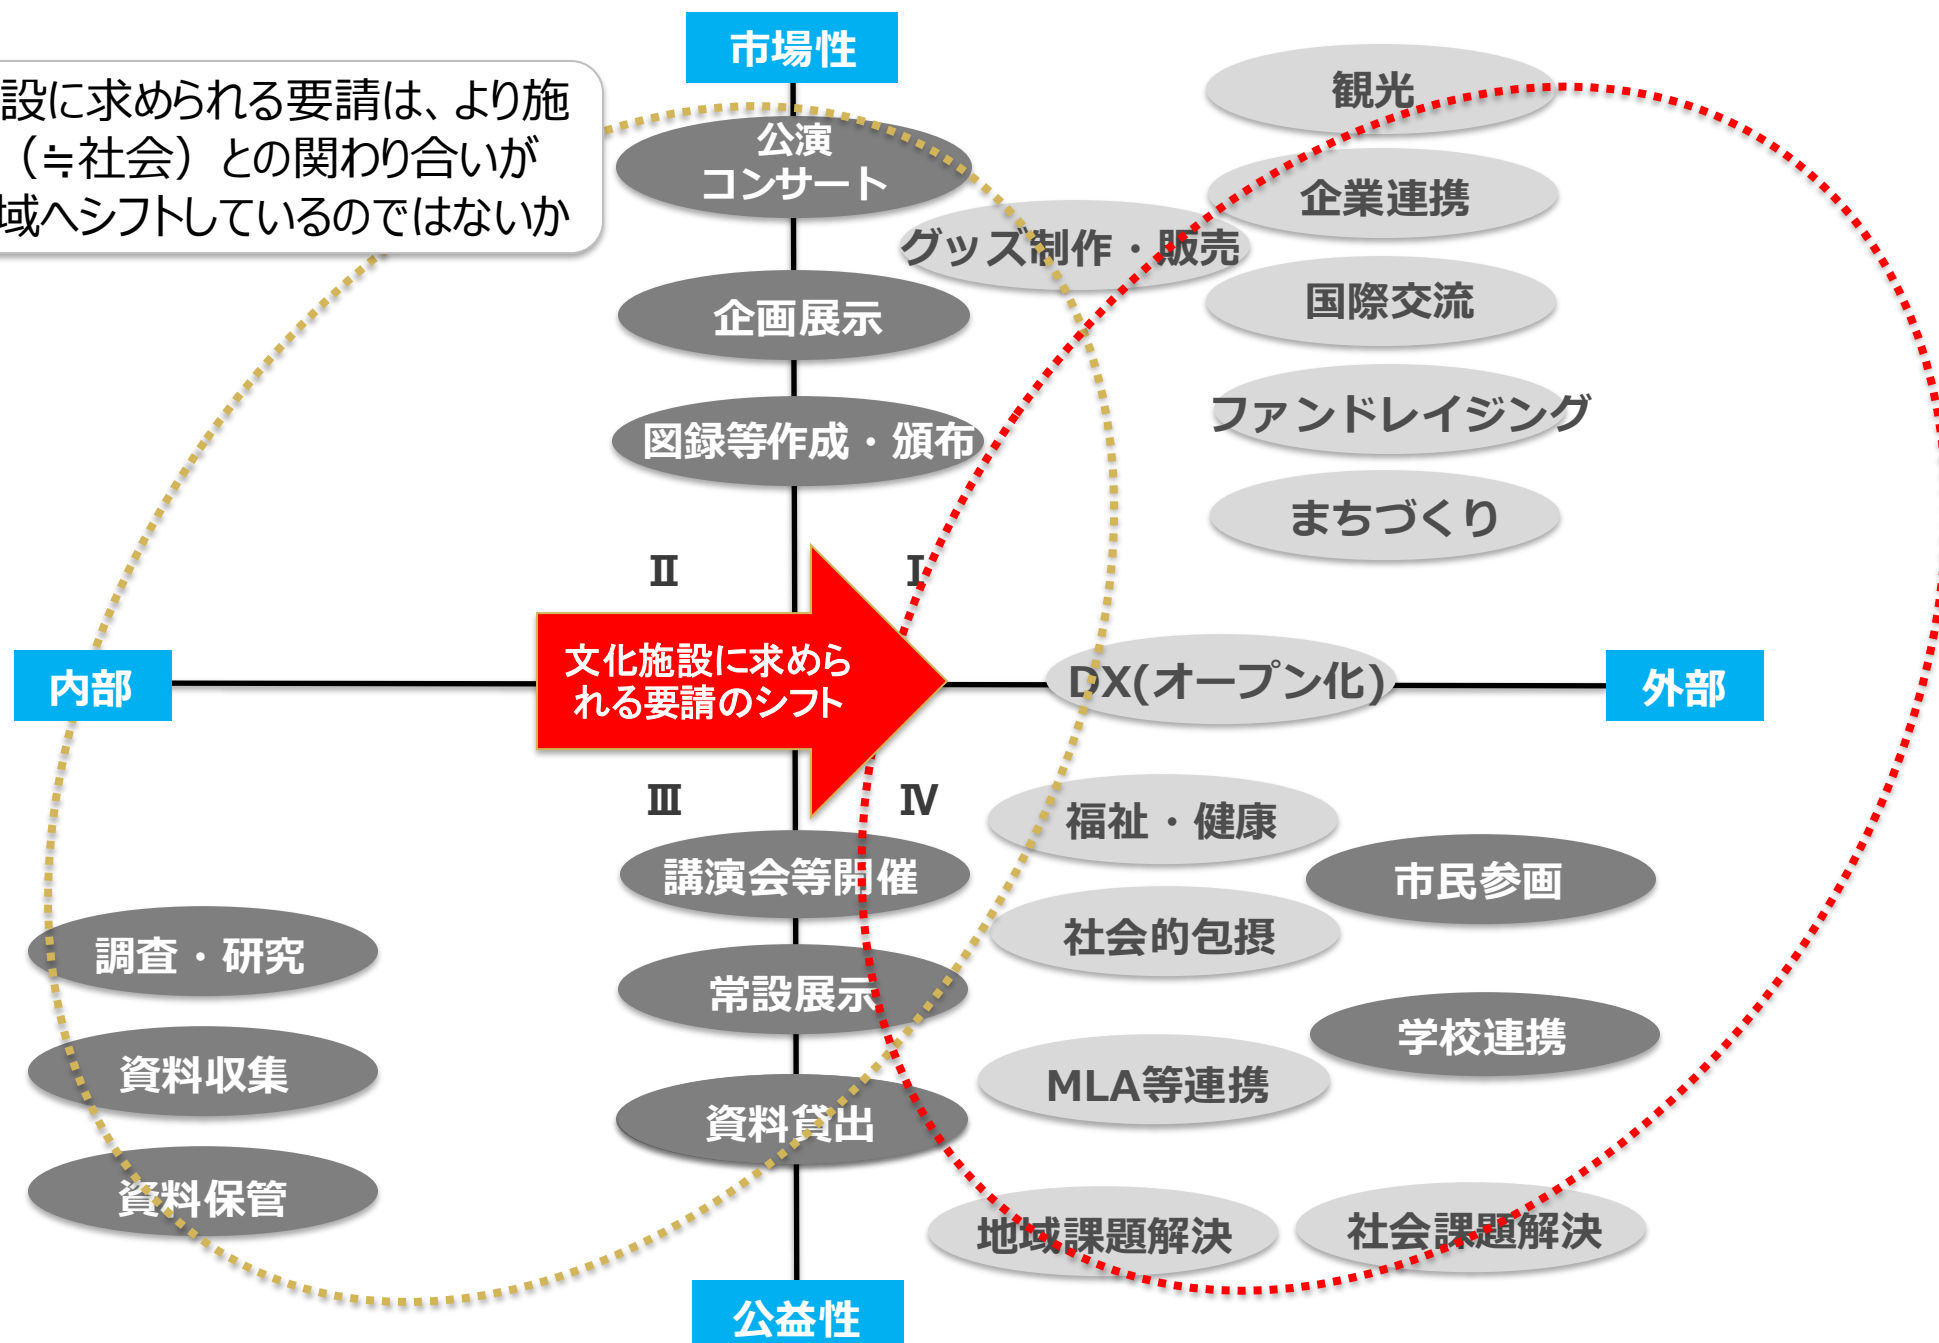 市場性
設に求められる要請は、より施
（≒社会）との関わり合いが
域へシフトしているのではないか
観光
公演
コンサート
企業連携
グッズ制作・販売
企画展示
国際交流
ファンドレイジング
図録等作成・頒布
まちづくり
Ⅱ
Ⅰ
内部
文化施設に求めら
れる要請のシフト
DX(オープン化)
外部
Ⅲ
Ⅳ
福祉・健康
講演会等開催
市民参画
社会的包摂
調査・研究
常設展示
学校連携
資料収集
MLA等連携
資料貸出
資料保管
地域課題解決
社会課題解決
公益性